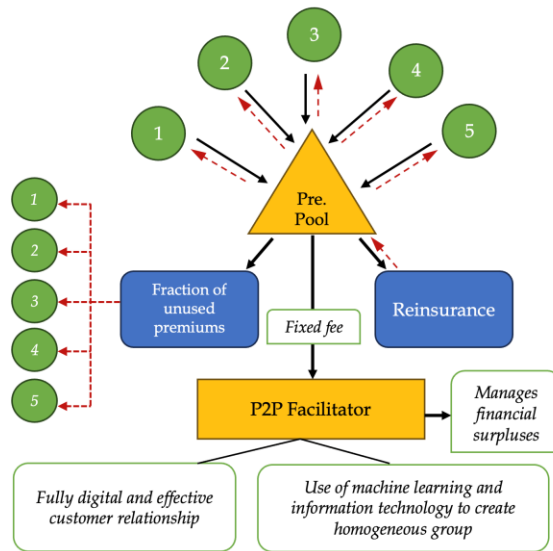 3
2
4
1
5
Pre.
Pool
1
2
3
4
5
Fraction of
unused
premiums
Fixed fee
Reinsurance
P2P Facilitator
Manages
financial
surpluses
Fully digital and effective
customer relationship
Use of machine learning and
information technology to create
homogeneous group